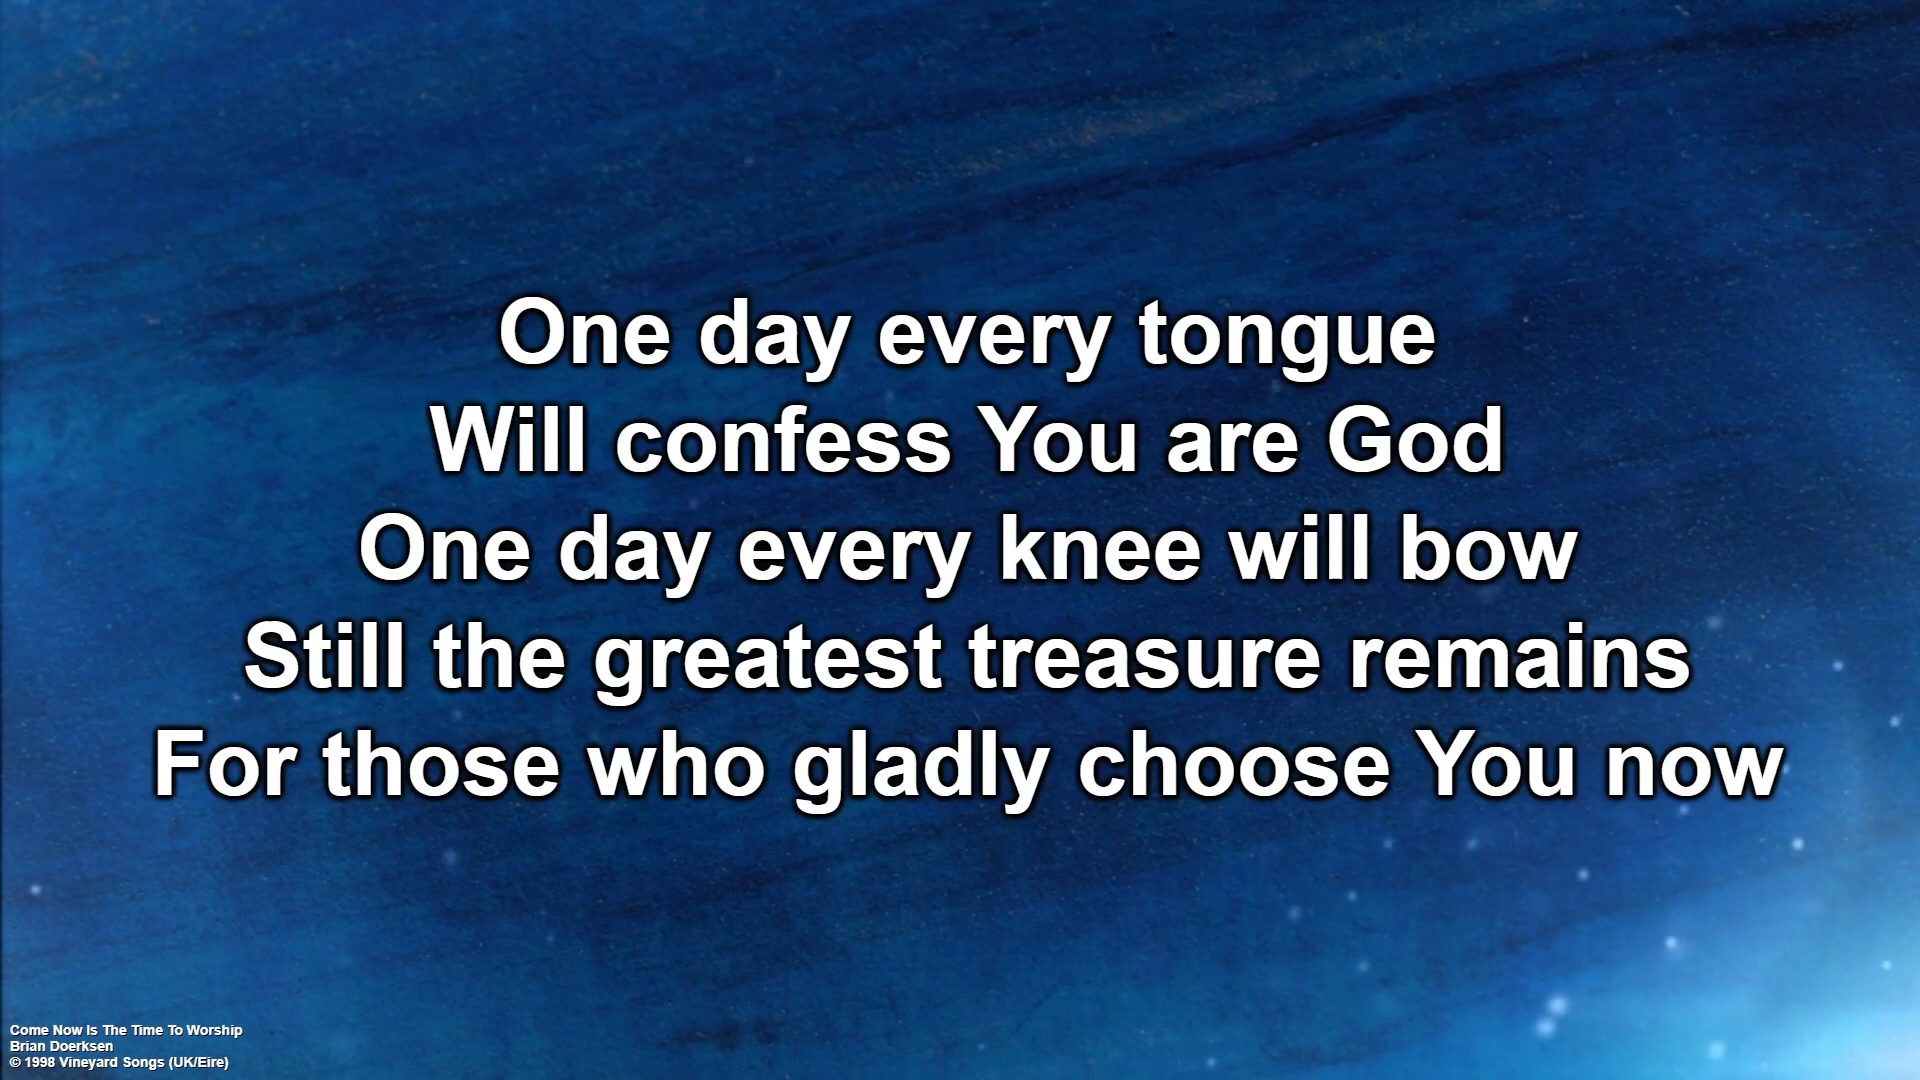 One day every tongue
Will confess You are God
One day every knee will bow
Still the greatest treasure remains
For those who gladly choose You now
Come Now Is The Time To Worship
Brian Doerksen
© 1998 Vineyard Songs (UK/Eire)